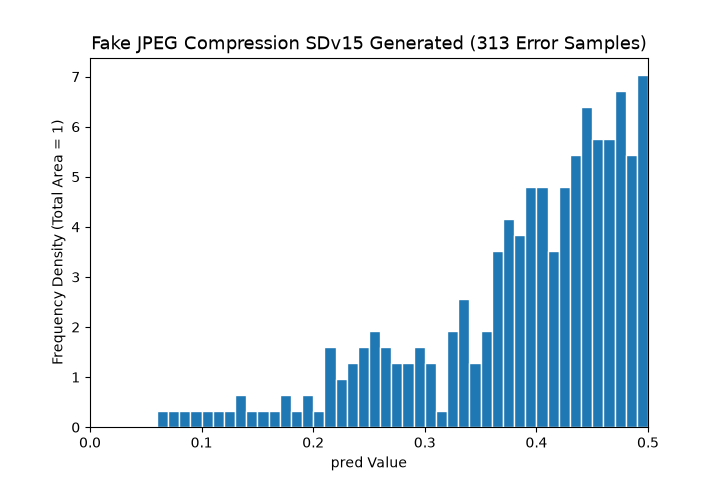 Fake JPEG Compression SDv15 Generated (313 Error Samples)
Frequency Density (Total Area = 1)
7
6
5
4
3
2
1
0
0.0 0.1 0.2 0.3 0.4 0.5
pred Value